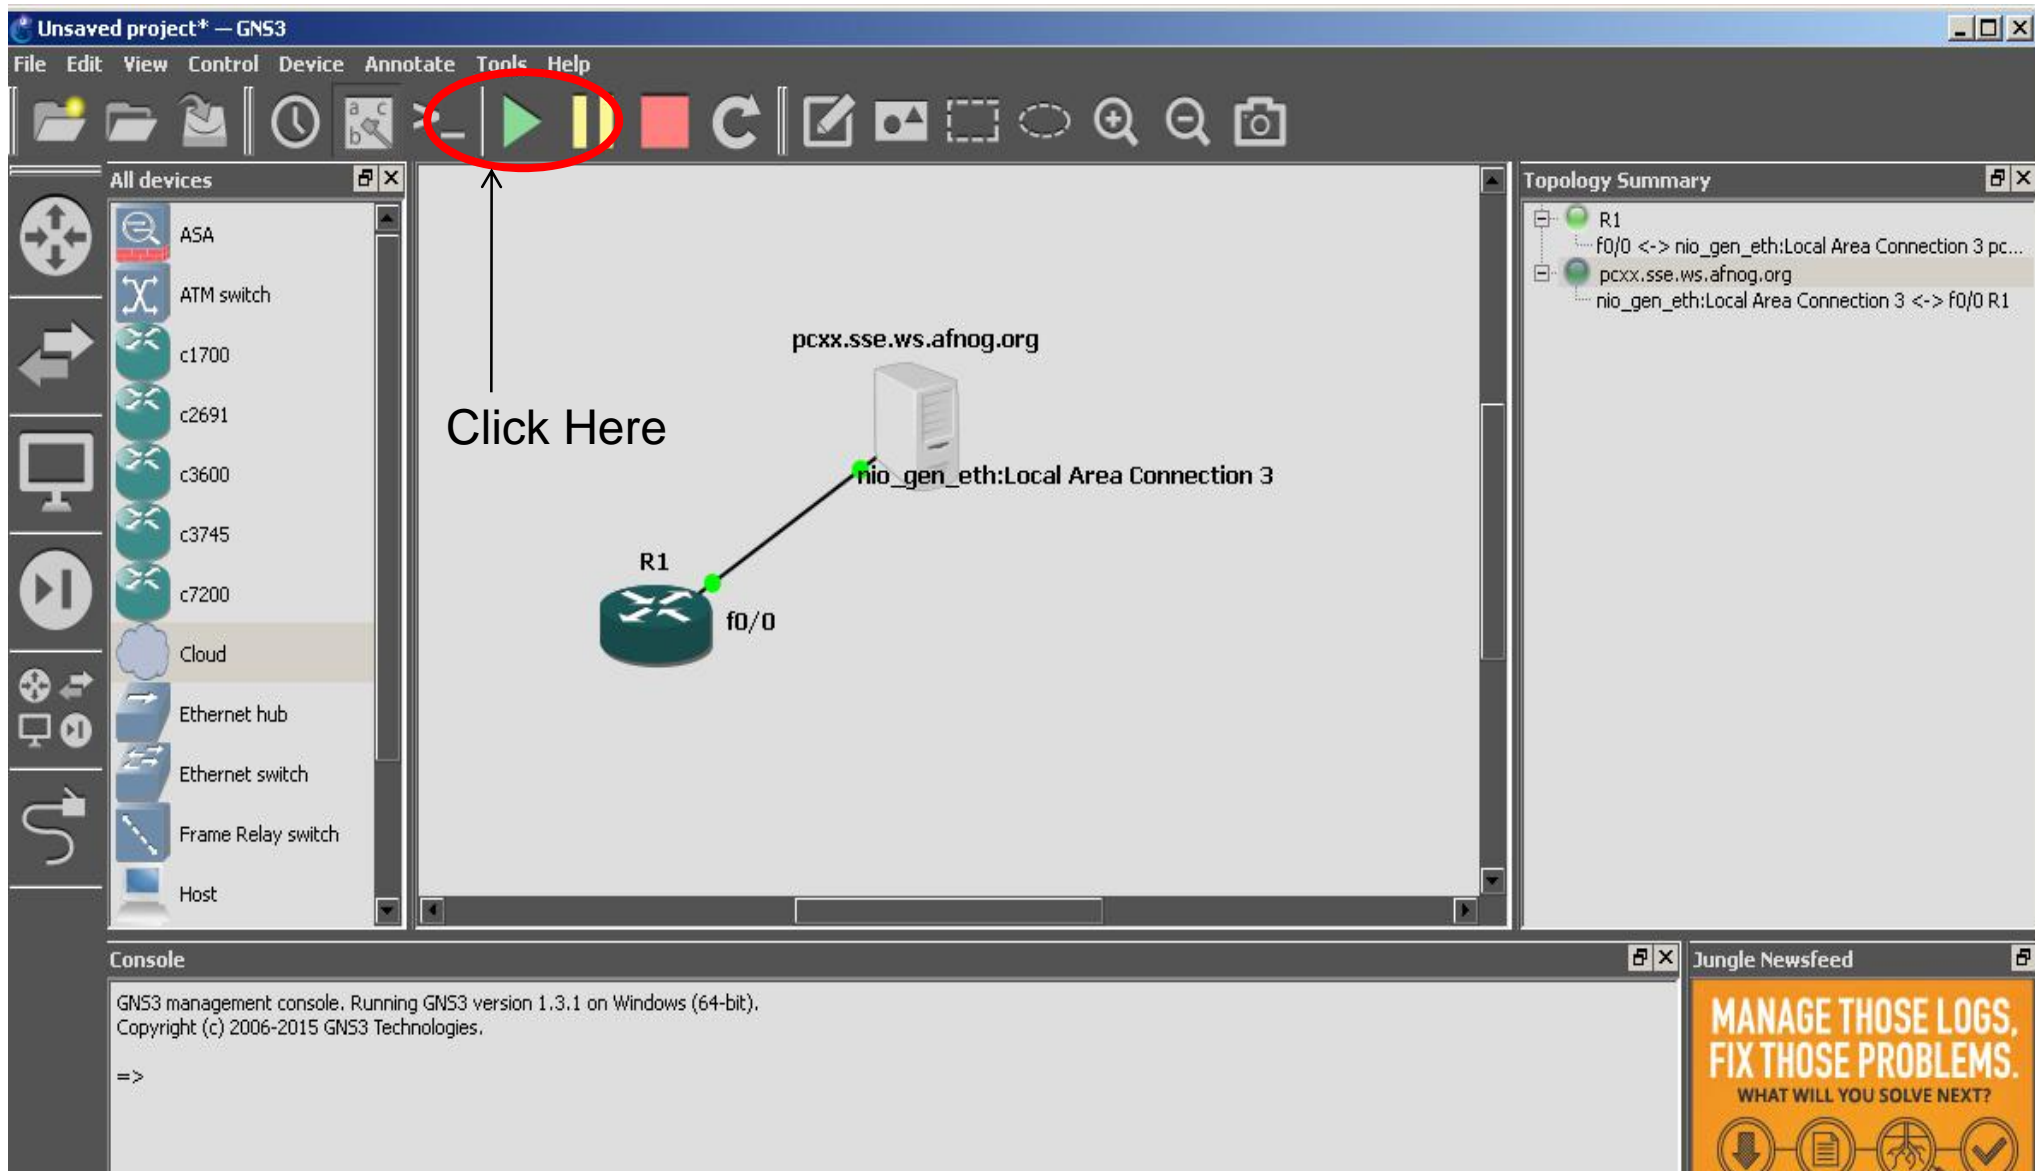 Unsaved project* — GNS3
File Edit View Control Device Annotate Tools Help
a c
b
All devices
ASA
ATM switch
c1700
c2691
c3600
c3745
c7200
Cloud
Ethernet hub
Ethernet switch
Frame Relay switch
Host
Click Here
pcxx.sse.ws.afnog.org
nio_gen_eth:Local Area Connection 3
R1
f0/0
Topology Summary
R1
f0/0 <-> nio_gen_eth:Local Area Connection 3 pc...
pcxx.sse.ws.afnog.org
nio_gen_eth:Local Area Connection 3 <-> f0/0 R1
Console
GNS3 management console. Running GNS3 version 1.3.1 on Windows (64-bit).
Copyright (c) 2006-2015 GNS3 Technologies.
=>
Jungle Newsfeed
MANAGE THOSE LOGS,
FIX THOSE PROBLEMS.
WHAT WILL YOU SOLVE NEXT?